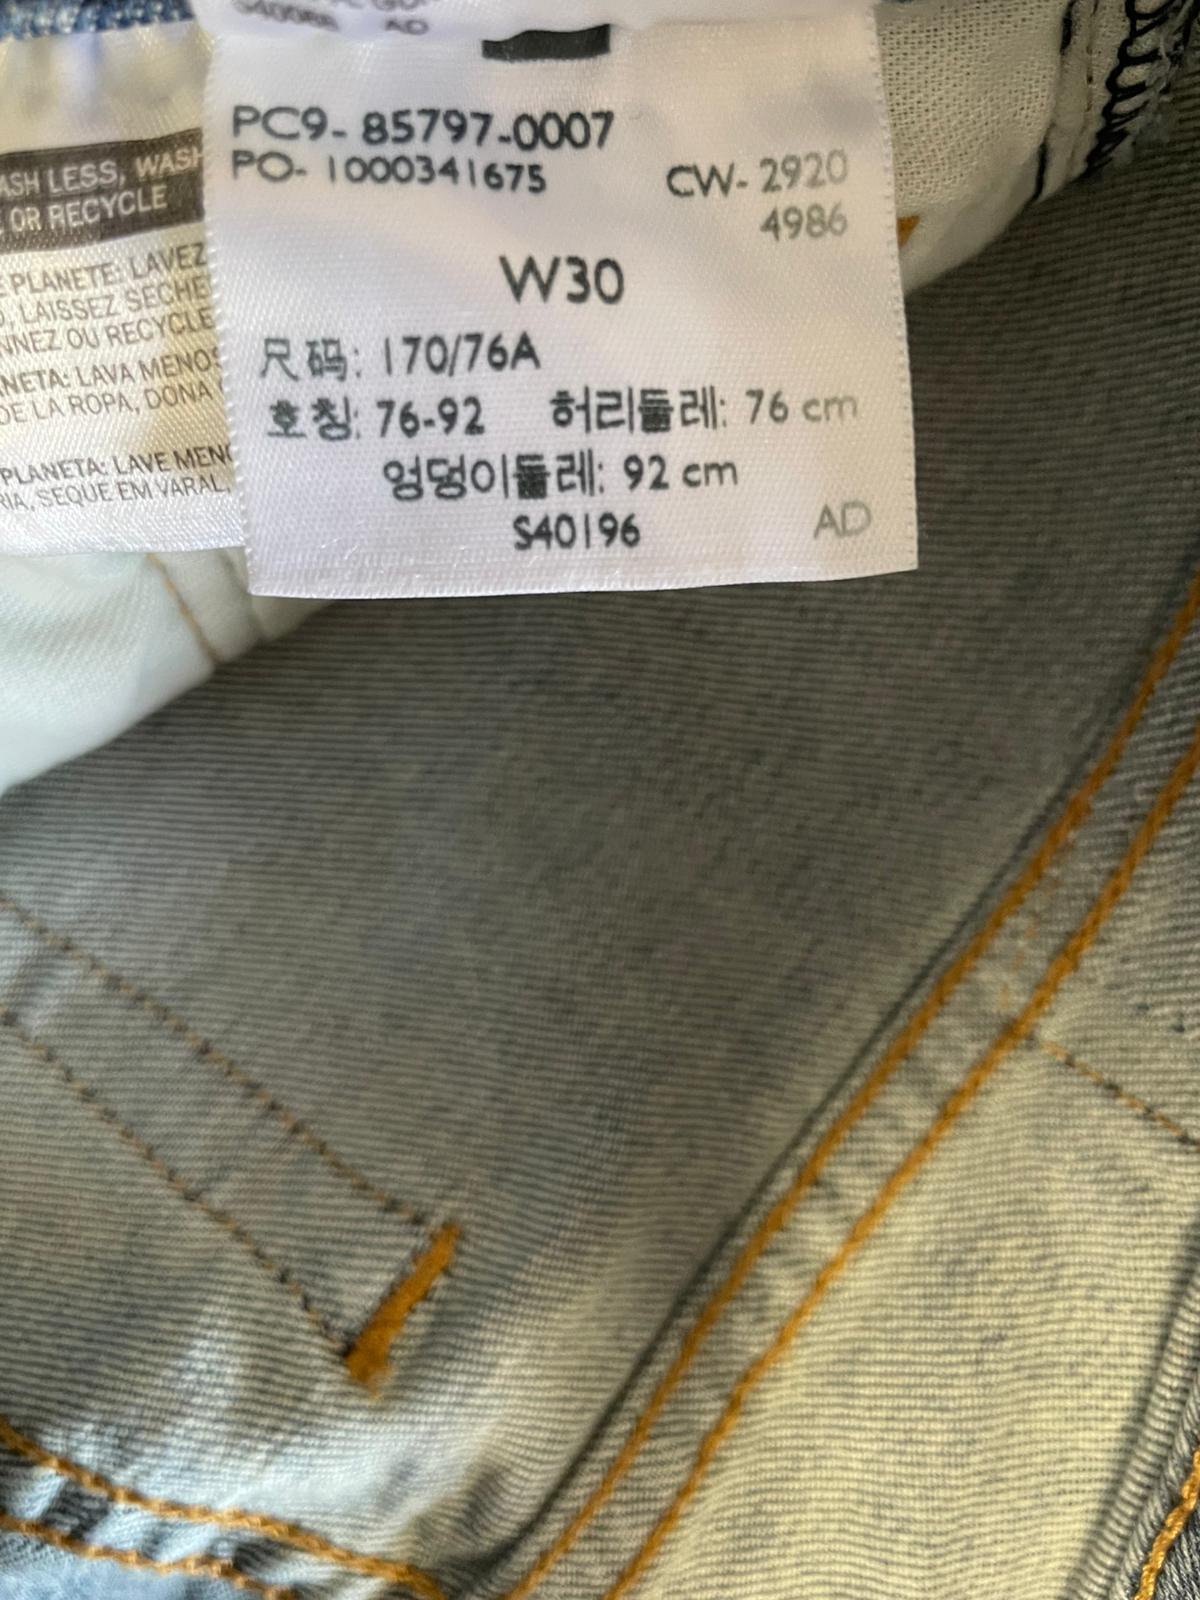 AD
PC9- 85797-0007
PO- 1000341675
CW- 2920
4986
W30
尺码: 170/76A
호칭: 76-92 허리둘레: 76 cm
엉덩이둘레: 92 cm
S40196 AD
ASH LESS, WASH
OR RECYCLE
PLANETE: LAVEZ
LAISSEZ SECHE
NNEZ OU RECYCLE
NETA: LAVA MENOS
DE LA ROPA, DONA
PLANETA: LAVE MENO
RIA, SEQUE EM VARAL,